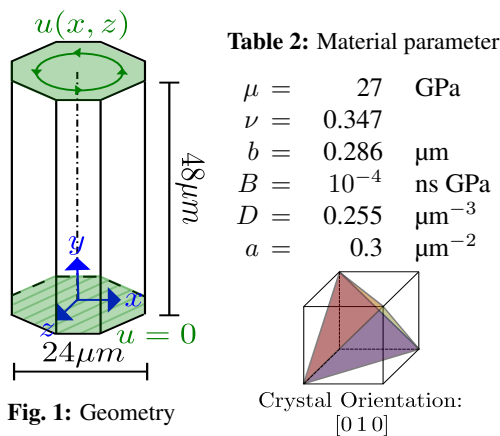 u(x, z)
y
x
z
u = 0
48μm
24μm
Fig. 1: Geometry
Table 2: Material parameter
μ = 27 GPa
ν = 0.347
b = 0.286 μm
B = 10⁻⁴ ns GPa
D = 0.255 μm⁻³
a = 0.3 μm⁻²
Crystal Orientation:
[0 1 0]